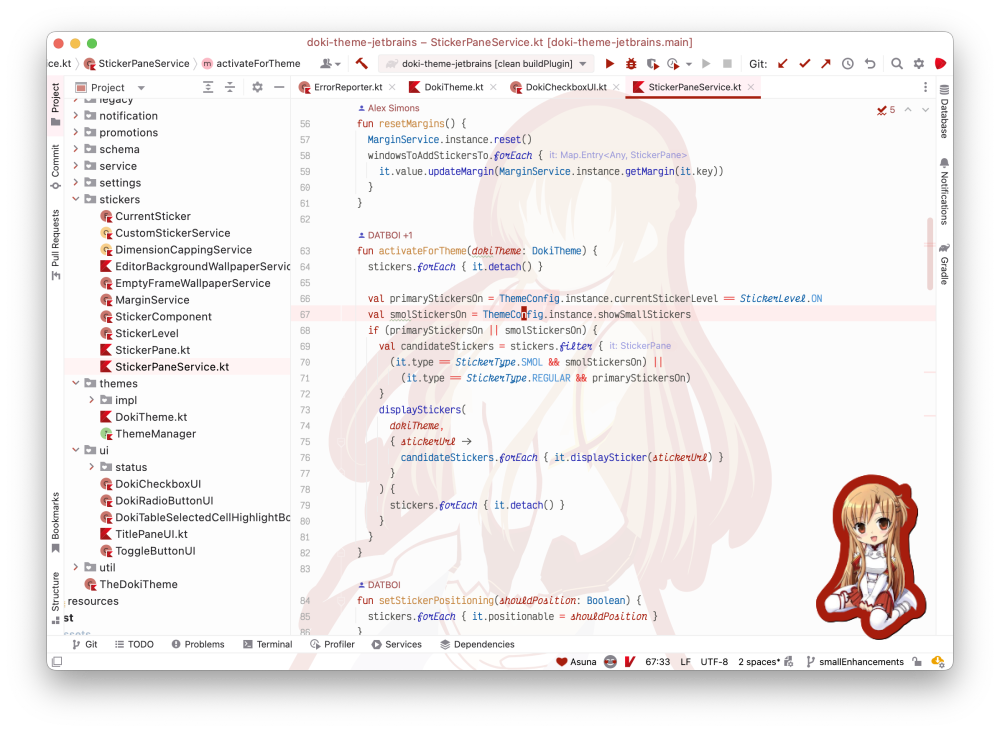 doki-theme-jetbrains – StickerPaneService.kt [doki-theme-jetbrains.main]
ce.kt StickerPaneService activateForTheme doki-theme-jetbrains [clean buildPlugin] Git:
Project ErrorReporter.kt DokiTheme.kt DokiCheckboxUI.kt StickerPaneService.kt
Project
Commit
Pull Requests
Bookmarks
Structure
legacy
notification
promotions
schema
service
settings
stickers
CurrentSticker
CustomStickerService
DimensionCappingService
EditorBackgroundWallpaperServic
EmptyFrameWallpaperService
MarginService
StickerComponent
StickerLevel
StickerPane.kt
StickerPaneService.kt
themes
impl
DokiTheme.kt
ThemeManager
ui
status
DokiCheckboxUI
DokiRadioButtonUI
DokiTableSelectedCellHighlightBo
TitlePaneUI.kt
ToggleButtonUI
util
TheDokiTheme
resources
st
Alex Simons
5
56 fun resetMargins() {
57 MarginService.instance.reset()
58 windowsToAddStickersTo.forEach { it: Map.Entry<Any, StickerPane>
59 it.value.updateMargin(MarginService.instance.getMargin(it.key))
60 }
61 }
62
DATBOI +1
63 fun activateForTheme(dokiTheme: DokiTheme) {
64 stickers.forEach { it.detach() }
65
66 val primaryStickersOn = ThemeConfig.instance.currentStickerLevel == StickerLevel.ON
67 val smolStickersOn = ThemeConfig.instance.showSmallStickers
68 if (primaryStickersOn || smolStickersOn) {
69 val candidateStickers = stickers.filter { it: StickerPane
70 (it.type == StickerType.SMOL && smolStickersOn) ||
71 (it.type == StickerType.REGULAR && primaryStickersOn)
72 }
73 displayStickers(
74 dokiTheme,
75 { stickerUrl →
76 candidateStickers.forEach { it.displaySticker(stickerUrl) }
77 }
78 ) {
79 stickers.forEach { it.detach() }
80 }
81 }
82 }
83
DATBOI
84 fun setStickerPositioning(shouldPosition: Boolean) {
85 stickers.forEach { it.positionable = shouldPosition }
86 }
Database
Notifications
Gradle
Git TODO Problems Terminal Profiler Services Dependencies
Asuna 67:33 LF UTF-8 2 spaces* smallEnhancements